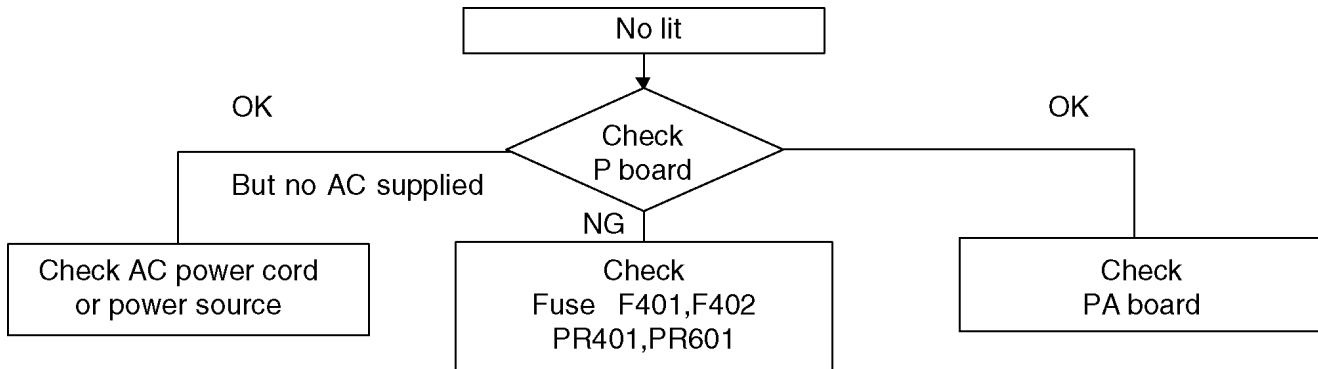 No lit
OK
OK
Check
P board
But no AC supplied
NG
Check AC power cord
or power source
Check
Fuse F401,F402
PR401,PR601
Check
PA board